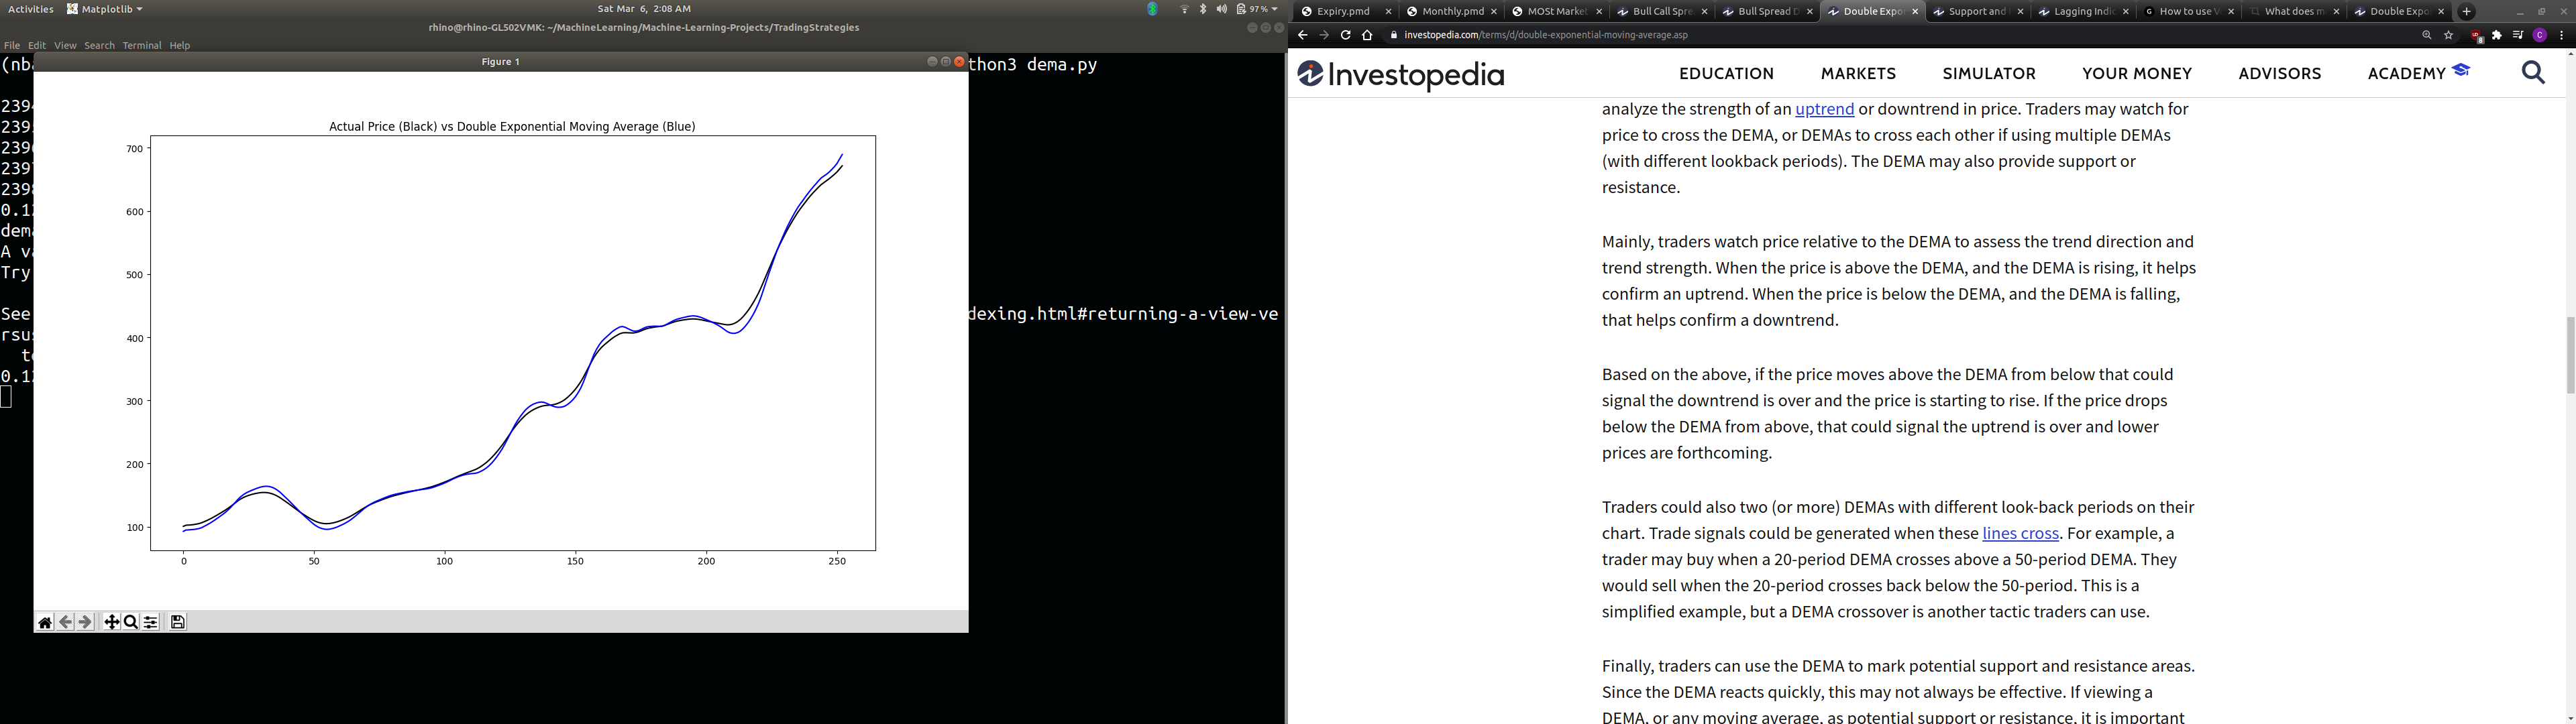 Activities Matplotlib Sat Mar 6, 2:08 AM 97 %
rhino@rhino-GL502VMK: ~/MachineLearning/Machine-Learning-Projects/TradingStrategies
File Edit View Search Terminal Help
Figure 1
thon3 dema.py
dexing.html#returning-a-view-ve
rsus
A v
Try
See
Actual Price (Black) vs Double Exponential Moving Average (Blue)
700
600
500
400
300
200
100
0 50 100 150 200 250
Expiry.pmd Monthly.pmd MOSt Market Bull Call Spre Bull Spread D Double Expo Support and Lagging Indic How to use V What does m Double Expo
investopedia.com/terms/d/double-exponential-moving-average.asp
Investopedia EDUCATION MARKETS SIMULATOR YOUR MONEY ADVISORS ACADEMY
analyze the strength of an uptrend or downtrend in price. Traders may watch for
price to cross the DEMA, or DEMAs to cross each other if using multiple DEMAs
(with different lookback periods). The DEMA may also provide support or
resistance.
Mainly, traders watch price relative to the DEMA to assess the trend direction and
trend strength. When the price is above the DEMA, and the DEMA is rising, it helps
confirm an uptrend. When the price is below the DEMA, and the DEMA is falling,
that helps confirm a downtrend.
Based on the above, if the price moves above the DEMA from below that could
signal the downtrend is over and the price is starting to rise. If the price drops
below the DEMA from above, that could signal the uptrend is over and lower
prices are forthcoming.
Traders could also two (or more) DEMAs with different look-back periods on their
chart. Trade signals could be generated when these lines cross. For example, a
trader may buy when a 20-period DEMA crosses above a 50-period DEMA. They
would sell when the 20-period crosses back below the 50-period. This is a
simplified example, but a DEMA crossover is another tactic traders can use.
Finally, traders can use the DEMA to mark potential support and resistance areas.
Since the DEMA reacts quickly, this may not always be effective. If viewing a
DEMA, or any moving average, as potential support or resistance, it is important